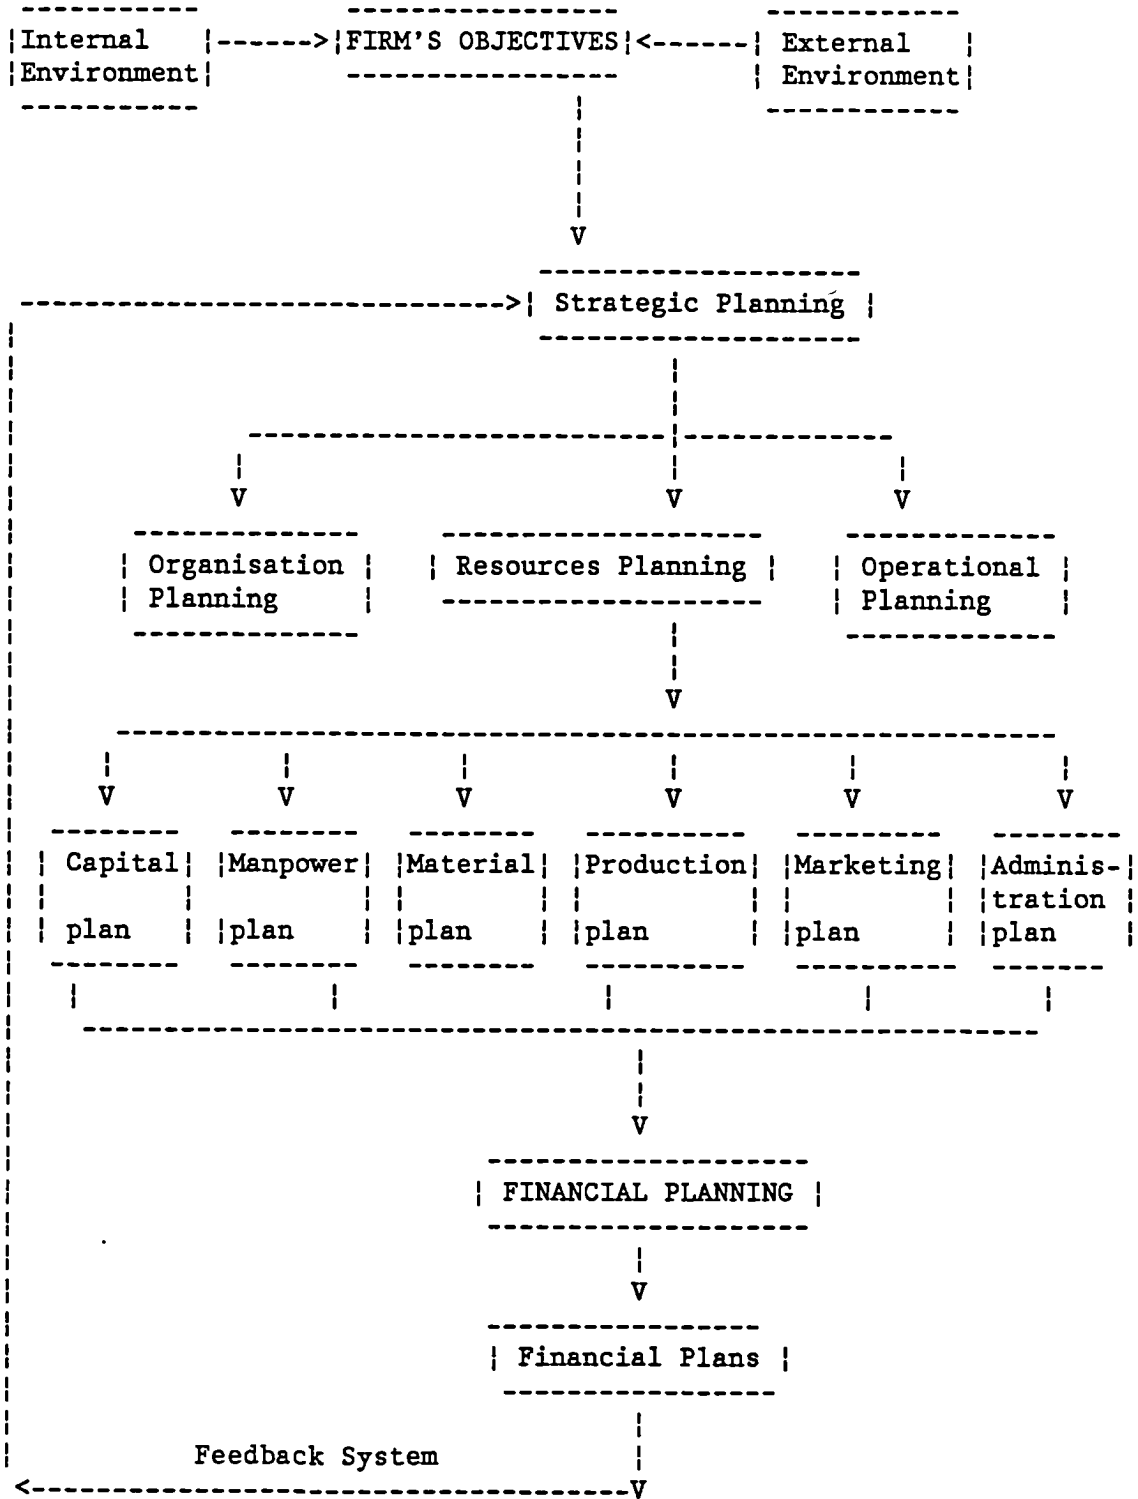 Internal
Environment
FIRM'S OBJECTIVES
External
Environment
Strategic Planning
Organisation
Planning
Resources Planning
Operational
Planning
Capital
plan
Manpower
plan
Material
plan
Production
plan
Marketing
plan
Adminis-
tration
plan
FINANCIAL PLANNING
Financial Plans
Feedback System